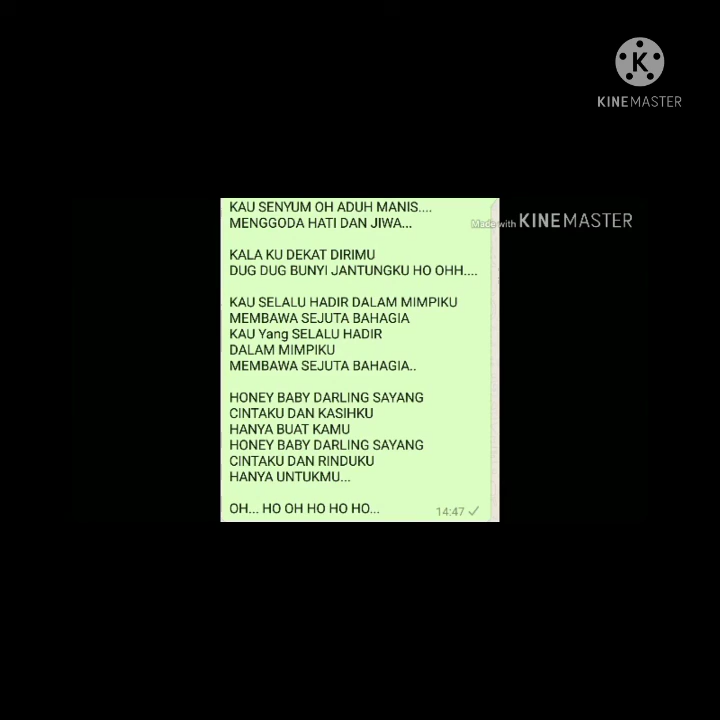 K
KINEMASTER
KAU SENYUM OH ADUH MANIS....
MENGGODA HATI DAN JIWA...
Made with KINEMASTER
KALA KU DEKAT DIRIMU
DUG DUG BUNYI JANTUNGKU HO OHH....
KAU SELALU HADIR DALAM MIMPIKU
MEMBAWA SEJUTA BAHAGIA
KAU Yang SELALU HADIR
DALAM MIMPIKU
MEMBAWA SEJUTA BAHAGIA..
HONEY BABY DARLING SAYANG
CINTAKU DAN KASIHKU
HANYA BUAT KAMU
HONEY BABY DARLING SAYANG
CINTAKU DAN RINDUKU
HANYA UNTUKMU...
OH... HO OH HO HO HO...
14:47